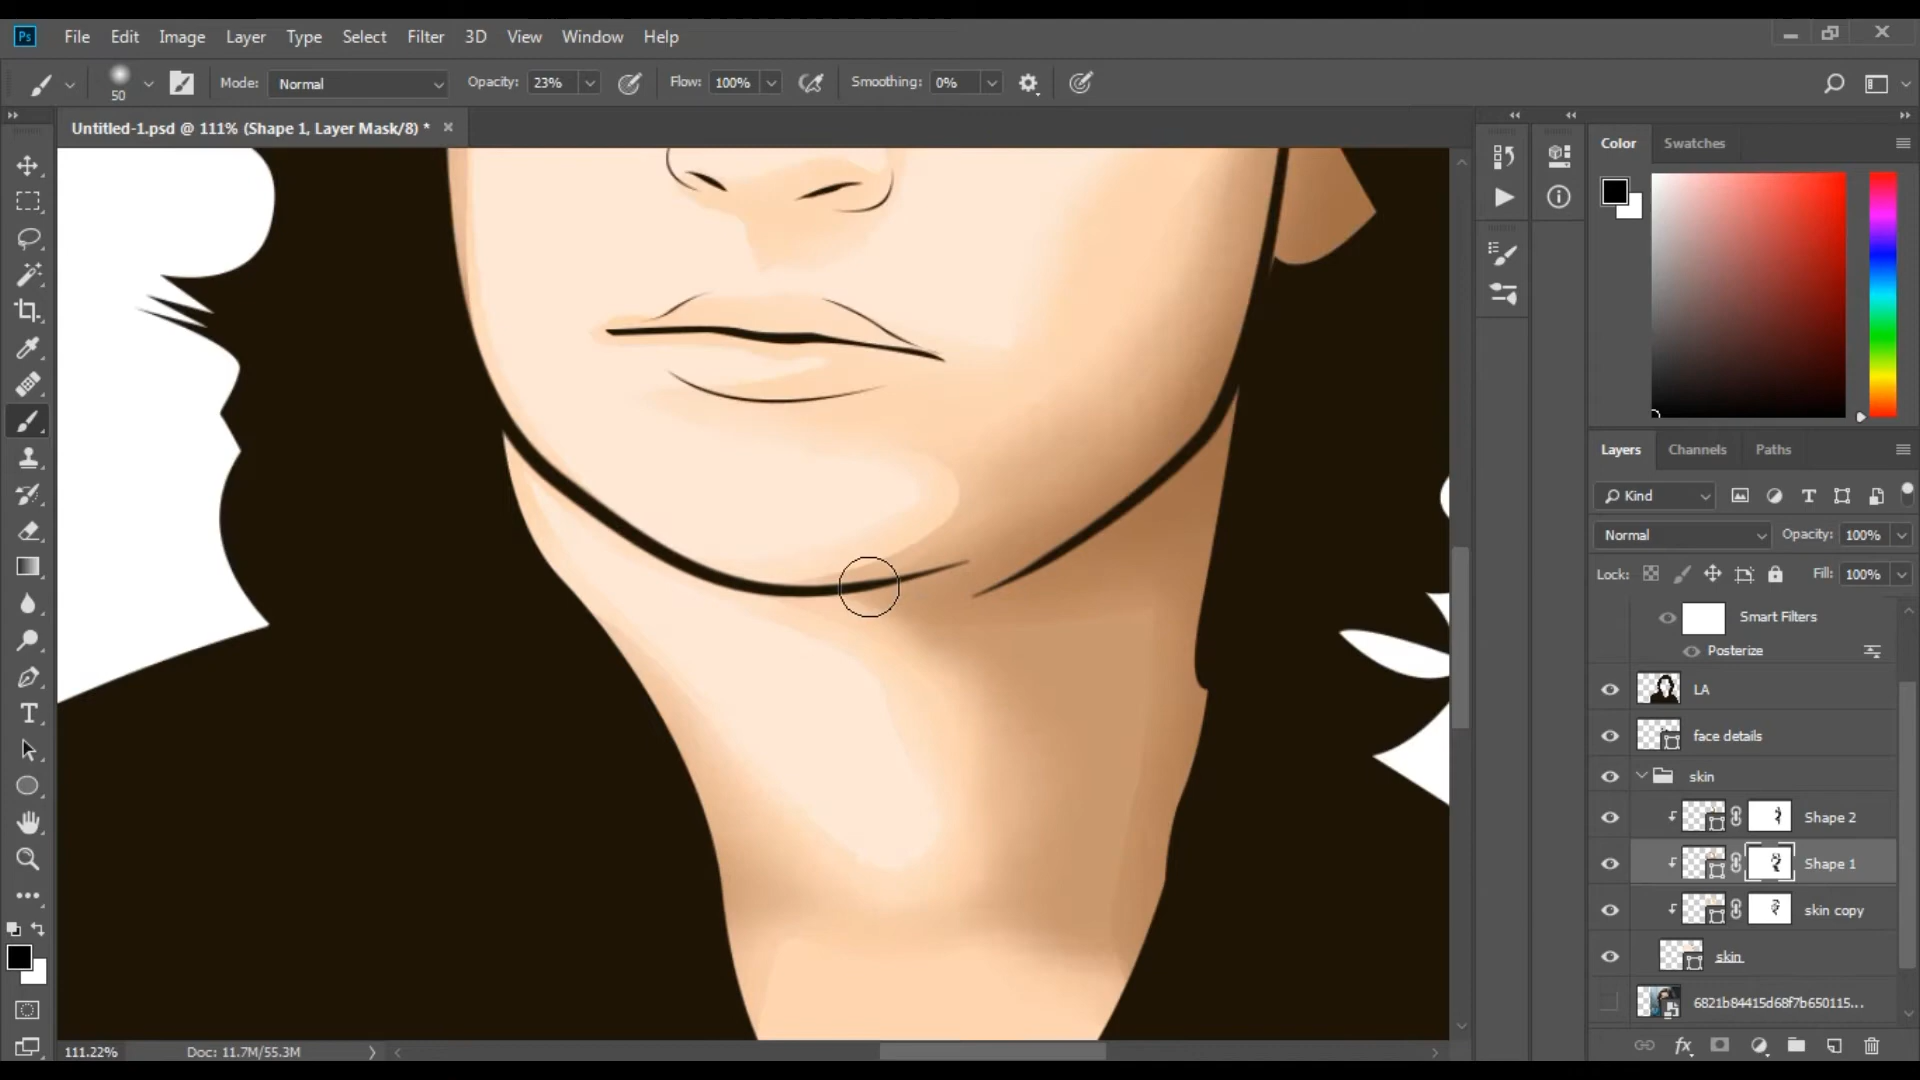 Ps File Edit Image Layer Type Select Filter 3D View Window Help
50 Mode: Normal Opacity: 23% Flow: 100% Smoothing: 0%
Untitled-1.psd @ 111% (Shape 1, Layer Mask/8) *
Color Swatches
Layers Channels Paths
Kind
Normal Opacity: 100%
Lock: Fill: 100%
Smart Filters
Posterize
LA
face details
skin
Shape 2
Shape 1
skin copy
skin
6821b84415d68f7b650115...
111.22% Doc: 11.7M/55.3M
fx